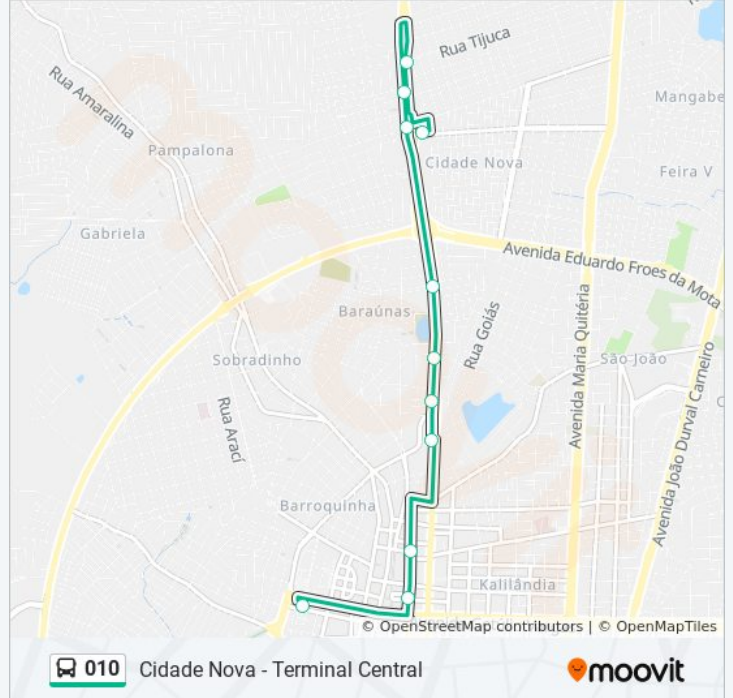 Rua Tijuca
Rua Amaralina
Mangabe
Pampalona
Cidade Nova
Feira V
Gabriela
Avenida Eduardo Froes da Mota
Baraúnas
Rua Goiás
Avenida Maria Quitéria
Sobradinho
São João
Rua Aracί
Avenida João Durval Carneiro
Barroquinha
Kalilândia
© OpenStreetMap contributors | © OpenMapTiles
010 Cidade Nova - Terminal Central
moovit